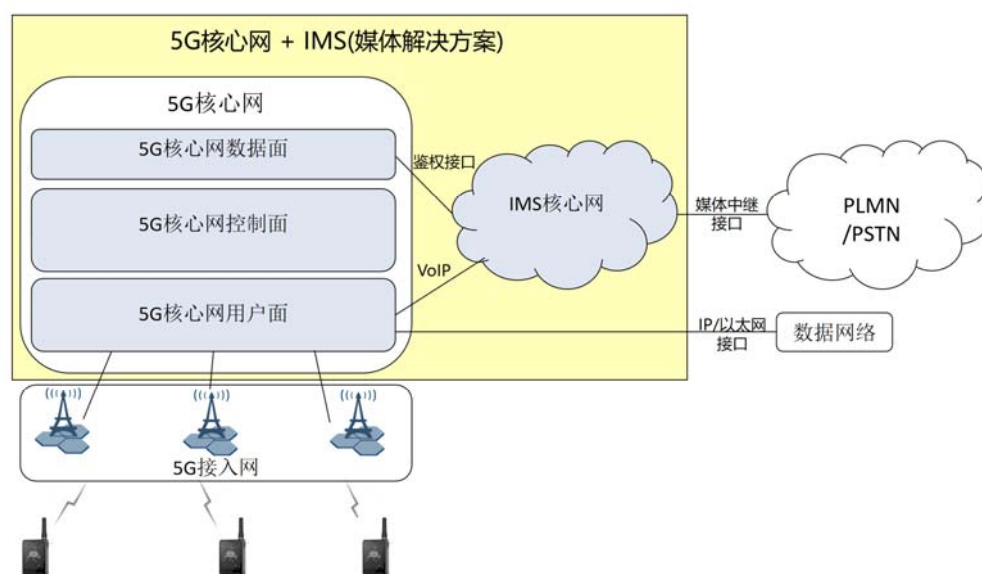 5G核心网 + IMS(媒体解决方案)
5G核心网
5G核心网数据面
鉴权接口
5G核心网控制面
IMS核心网
媒体中继
接口
PLMN
/PSTN
VoIP
5G核心网用户面
IP/以太网
接口
数据网络
5G接入网